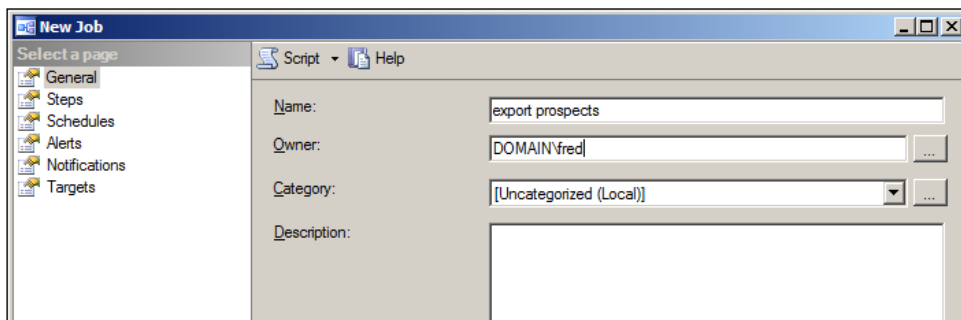 New Job
Select a page
General
Steps
Schedules
Alerts
Notifications
Targets
Script Help
Name: export prospects
Owner: DOMAIN\fred ...
Category: [Uncategorized (Local)] ...
Description: